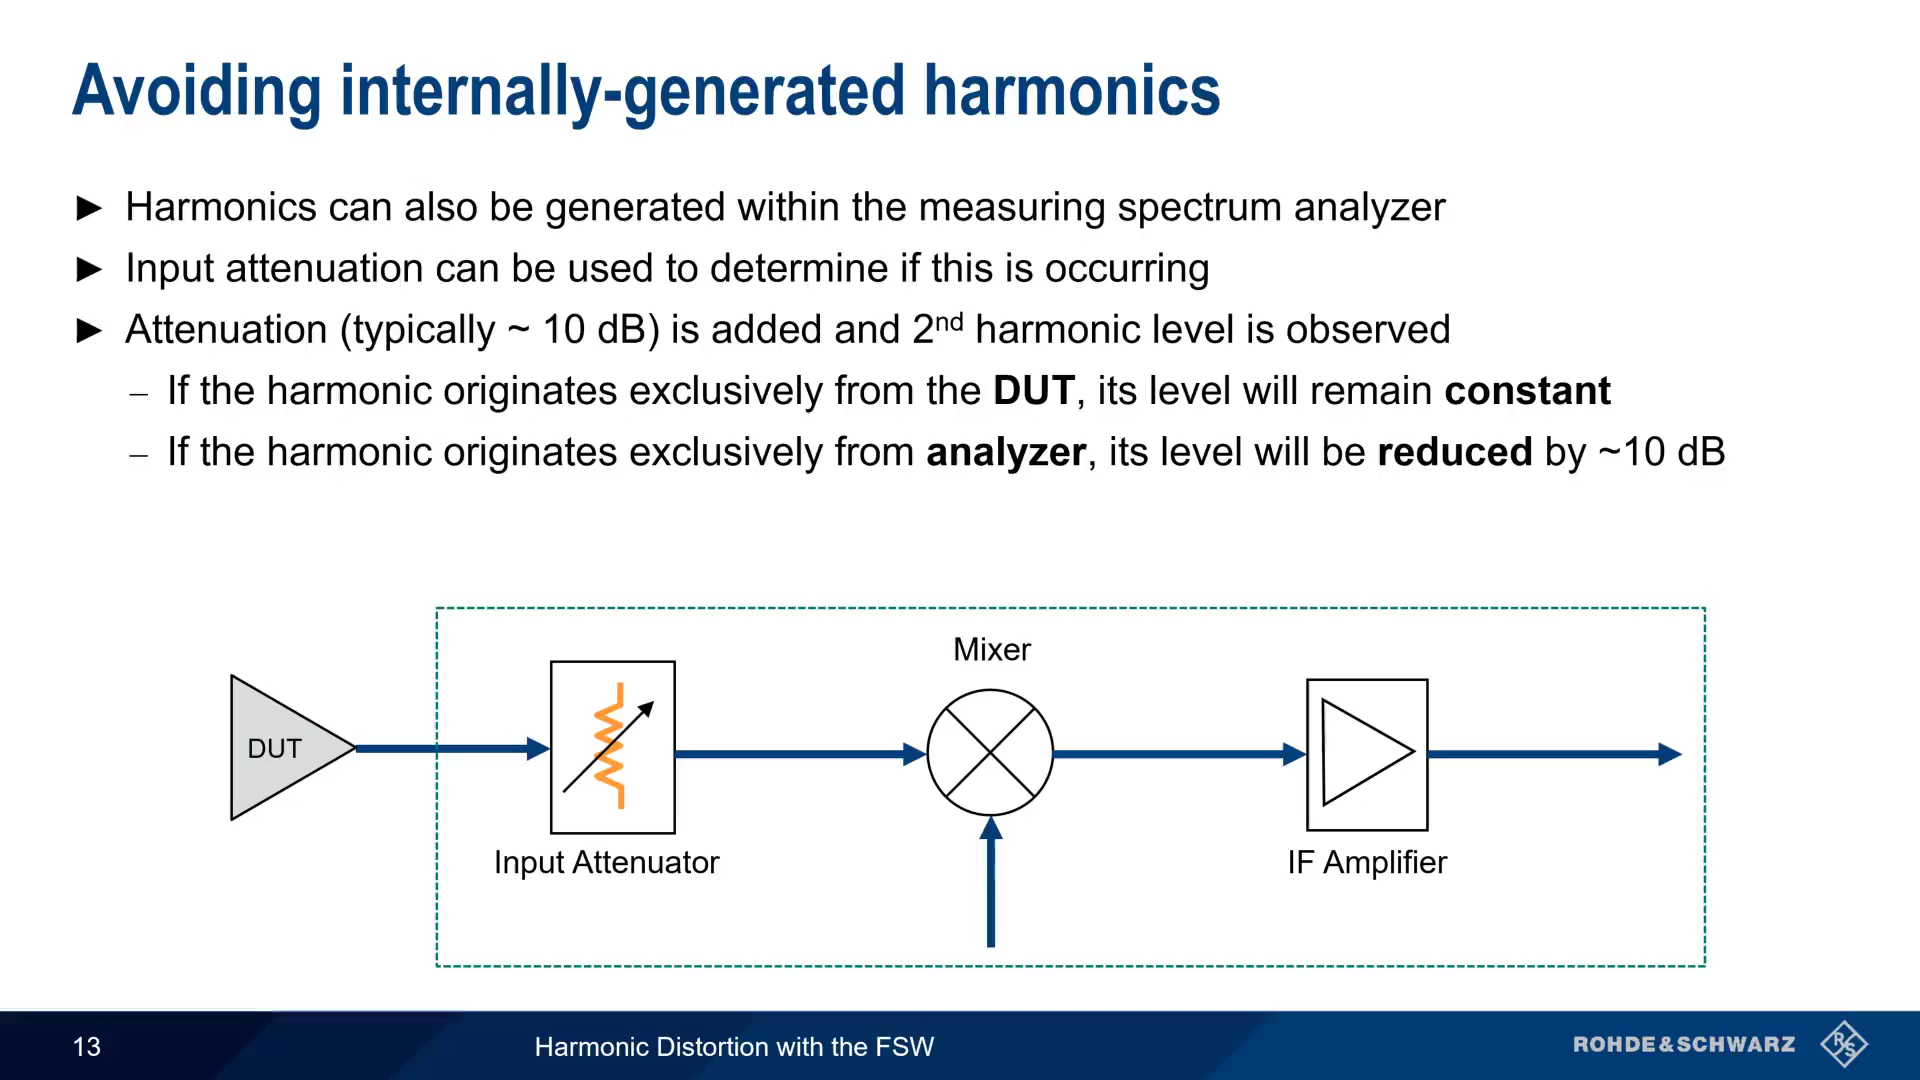 Avoiding internally-generated harmonics
► Harmonics can also be generated within the measuring spectrum analyzer
► Input attenuation can be used to determine if this is occurring
► Attenuation (typically ~ 10 dB) is added and 2nd harmonic level is observed
– If the harmonic originates exclusively from the DUT, its level will remain constant
– If the harmonic originates exclusively from analyzer, its level will be reduced by ~10 dB
Mixer
DUT
Input Attenuator
IF Amplifier
13
Harmonic Distortion with the FSW
ROHDE&SCHWARZ
R&S